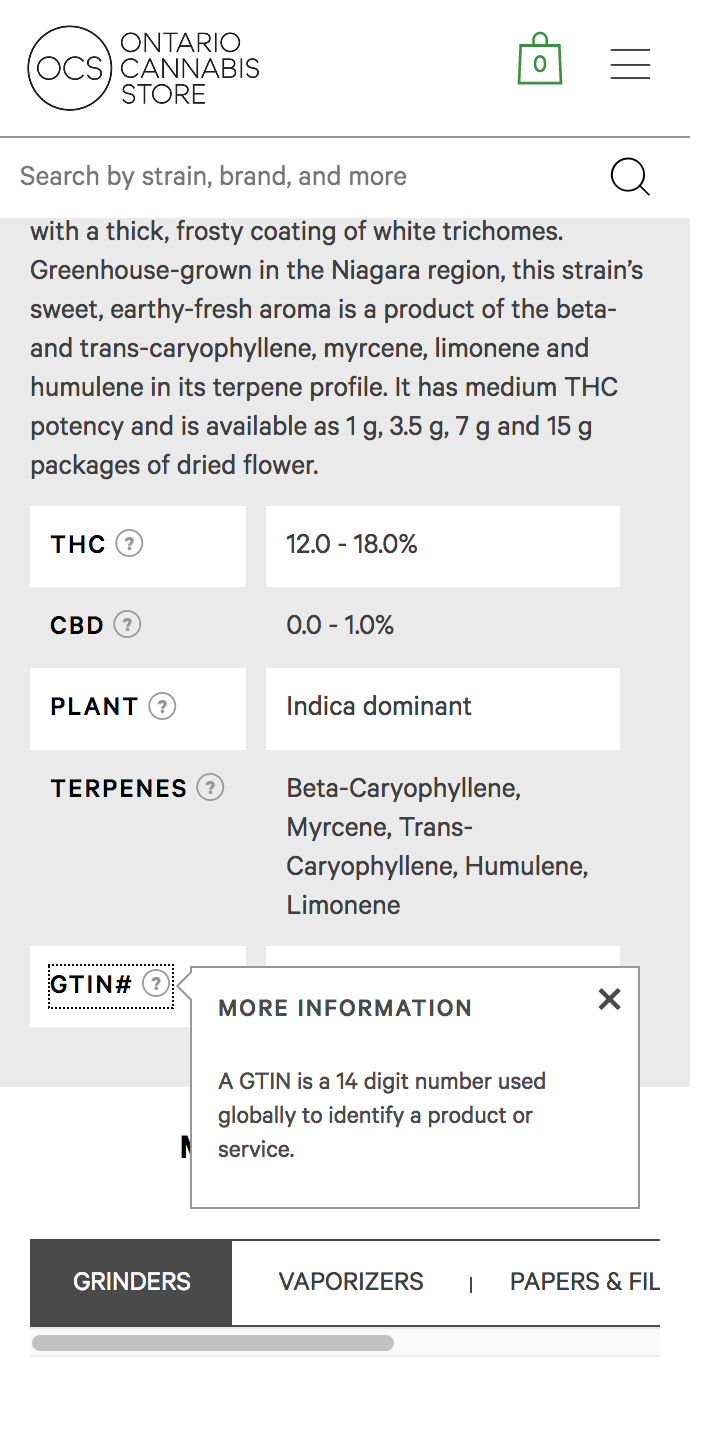 OCS
ONTARIO
CANNABIS
STORE
0
Search by strain, brand, and more
with a thick, frosty coating of white trichomes.
Greenhouse-grown in the Niagara region, this strain's
sweet, earthy-fresh aroma is a product of the beta-
and trans-caryophyllene, myrcene, limonene and
humulene in its terpene profile. It has medium THC
potency and is available as 1 g, 3.5 g, 7 g and 15 g
packages of dried flower.
THC ? 12.0 - 18.0%
CBD ? 0.0 - 1.0%
PLANT ? Indica dominant
TERPENES ? Beta-Caryophyllene,
Myrcene, Trans-
Caryophyllene, Humulene,
Limonene
GTIN# ?
MORE INFORMATION
A GTIN is a 14 digit number used
globally to identify a product or
service.
GRINDERS VAPORIZERS | PAPERS & FIL